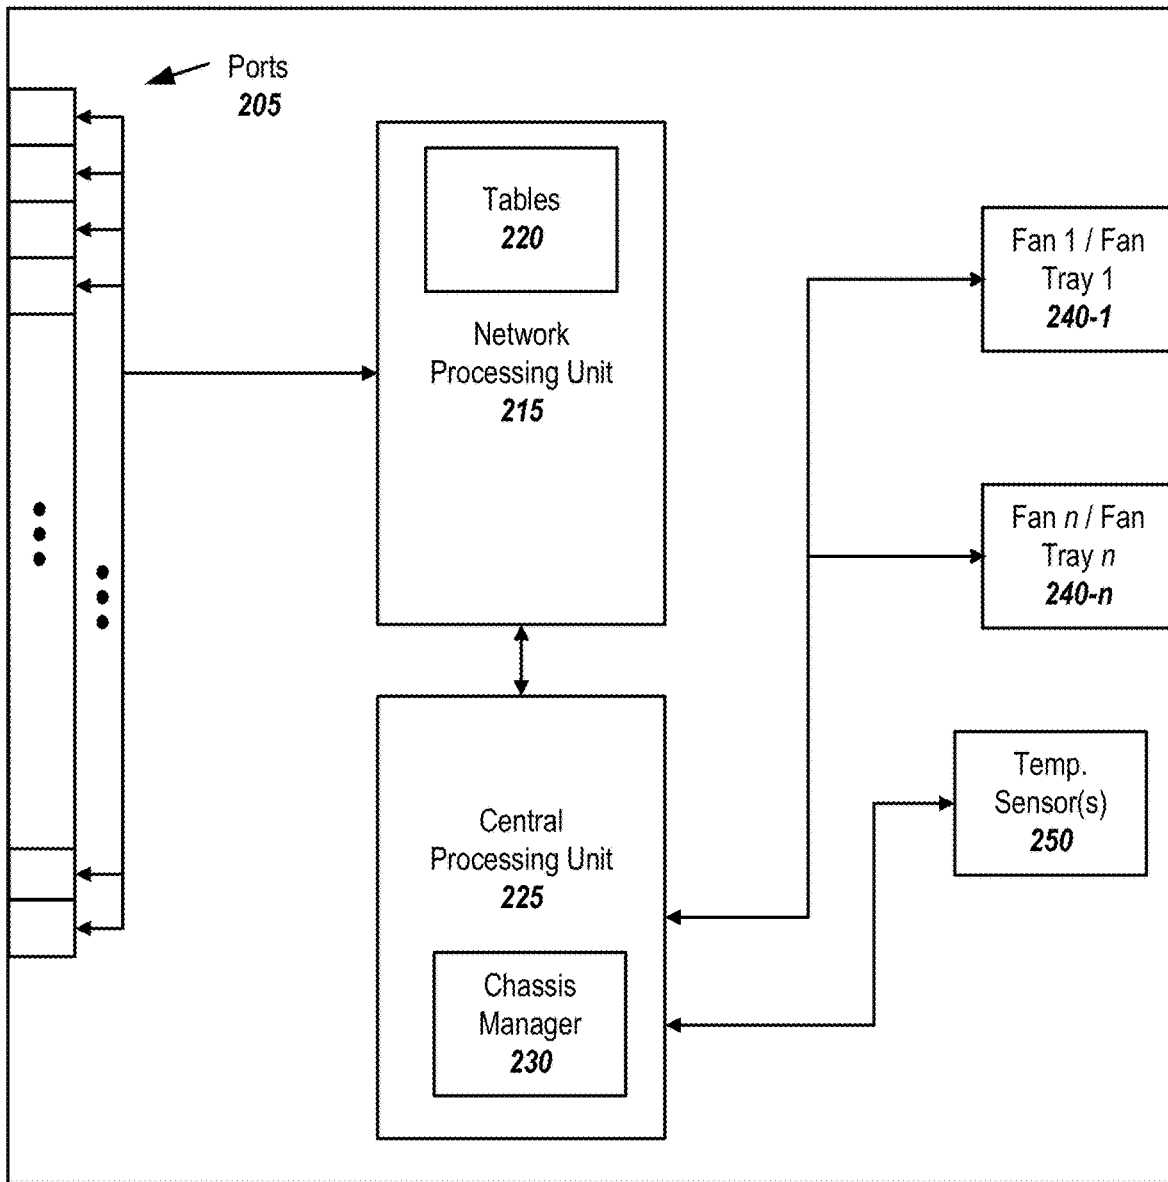 Ports
205
Tables
220
Network
Processing Unit
215
Fan 1 / Fan
Tray 1
240-1
Fan n / Fan
Tray n
240-n
Temp.
Sensor(s)
250
Central
Processing Unit
225
Chassis
Manager
230